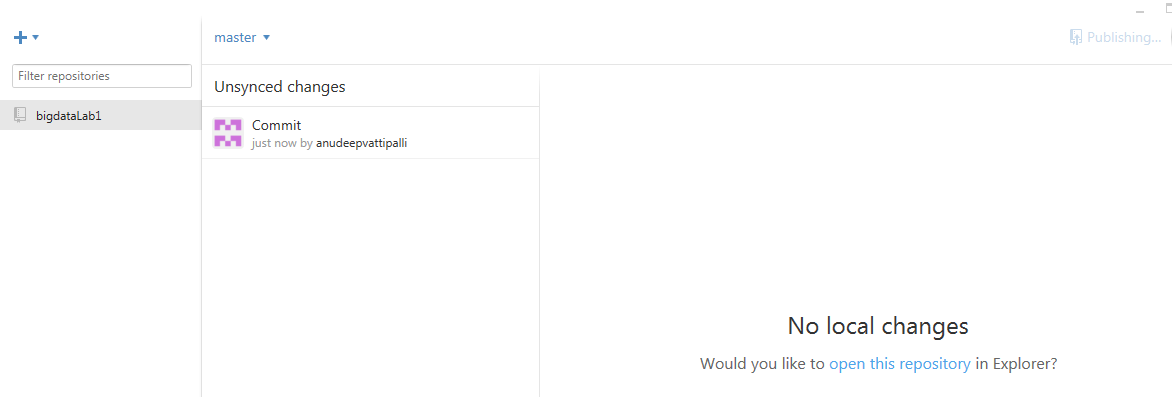 master
Publishing...
Filter repositories
bigdataLab1
Unsynced changes
Commit
just now by anudeepvattipalli
No local changes
Would you like to open this repository in Explorer?